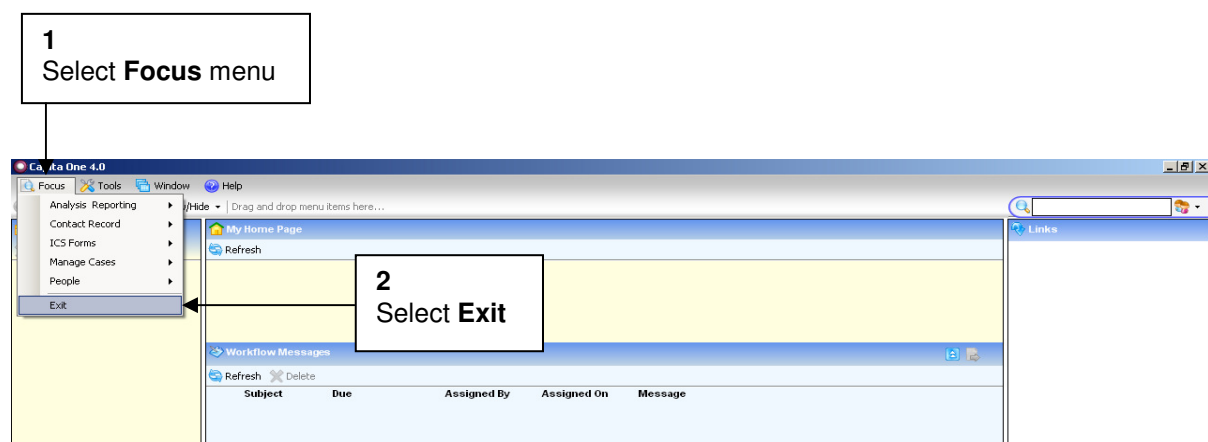 1
Select Focus menu
Capita One 4.0
Focus Tools Window Help
Analysis Reporting
Contact Record
ICS Forms
Manage Cases
People
Exit
/Hide Drag and drop menu items here...
My Home Page
Refresh
Links
2
Select Exit
Workflow Messages
Refresh Delete
Subject Due Assigned By Assigned On Message